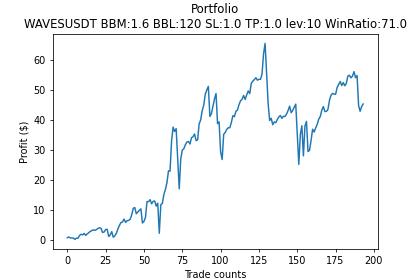 Portfolio
WAVESUSDT BBM:1.6 BBL:120 SL:1.0 TP:1.0 lev:10 WinRatio:71.0
Profit ($)
60
50
40
30
20
10
0
0 25 50 75 100 125 150 175 200
Trade counts